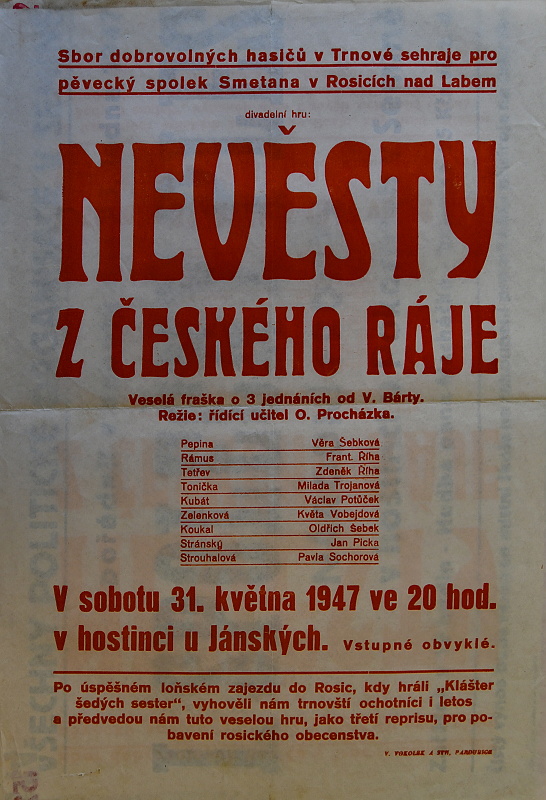 Sbor dobrovolných hasičů v Trnové sehraje pro
pěvecký spolek Smetana v Rosicích nad Labem
divadelní hru:
NEVĚSTY
Z ČESKÉHO RÁJE
Veselá fraška o 3 jednáních od V. Bárty.
Režie: řídící učitel O. Procházka.
Pepina Věra Šebková
Rámus Frant. Říha
Tetřev Zdeněk Říha
Tonička Milada Trojanová
Kubát Václav Potůček
Zelenková Květa Vobejdová
Koukal Oldřich Šebek
Stránský Jan Picka
Strouhalová Pavla Sochorová
V sobotu 31. května 1947 ve 20 hod.
v hostinci u Jánských. Vstupné obvyklé.
Po úspěšném loňském zajezdu do Rosic, kdy hráli „Klášter
šedých sester“, vyhověli nám trnovští ochotníci i letos
a předvedou nám tuto veselou hru, jako třetí reprisu, pro po-
bavení rosického obecenstva.
V. VOKOLEK A SYN, PARDUBICE